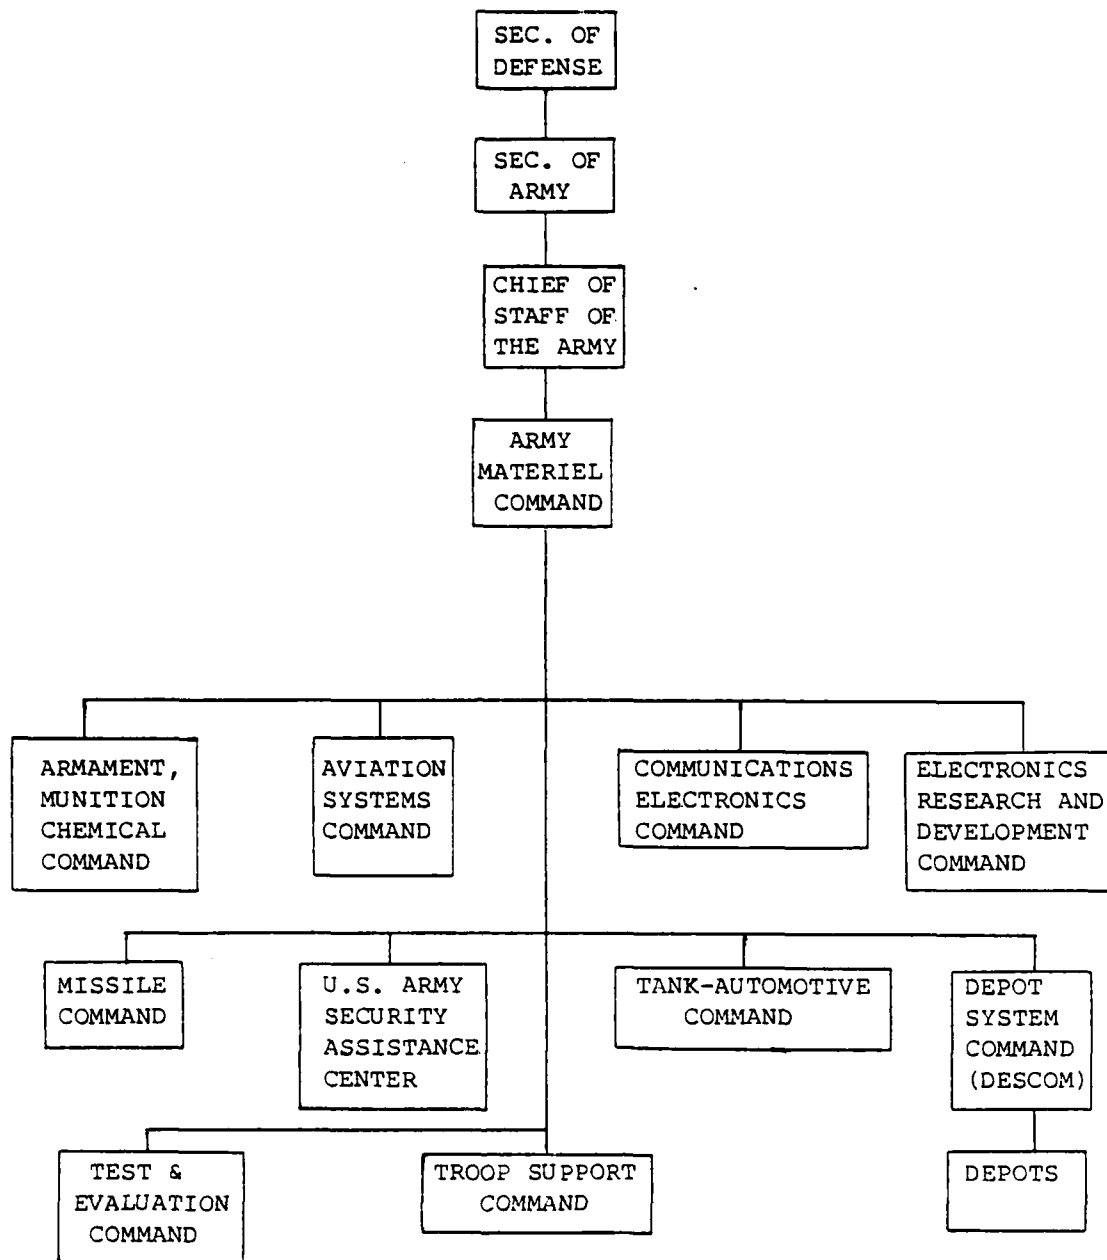 SEC. OF
DEFENSE
SEC. OF
ARMY
CHIEF OF
STAFF OF
THE ARMY
ARMY
MATERIEL
COMMAND
ARMAMENT,
MUNITION
CHEMICAL
COMMAND
AVIATION
SYSTEMS
COMMAND
COMMUNICATIONS
ELECTRONICS
COMMAND
ELECTRONICS
RESEARCH AND
DEVELOPMENT
COMMAND
MISSILE
COMMAND
U.S. ARMY
SECURITY
ASSISTANCE
CENTER
TANK-AUTOMOTIVE
COMMAND
DEPOT
SYSTEM
COMMAND
(DESCOM)
TEST &
EVALUATION
COMMAND
TROOP SUPPORT
COMMAND
DEPOTS